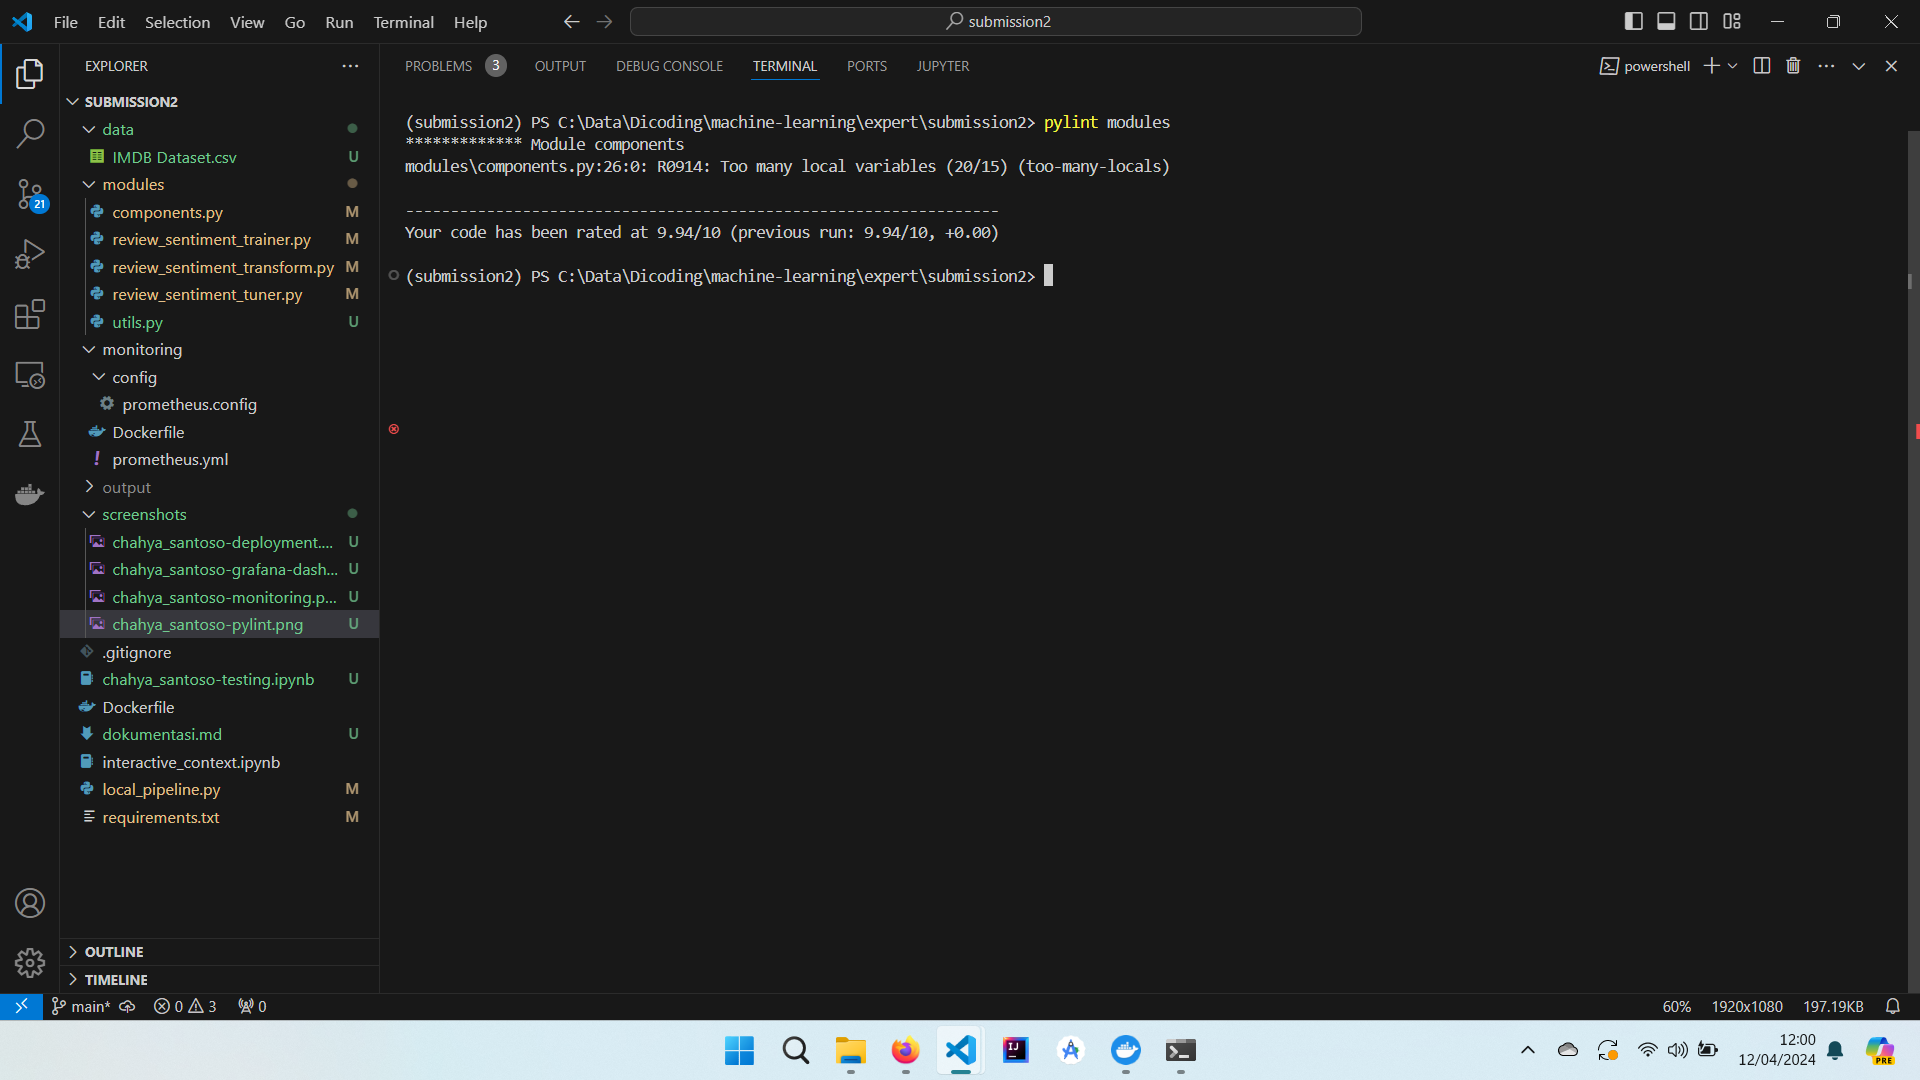 File Edit Selection View Go Run Terminal Help
submission2
EXPLORER
SUBMISSION2
data
IMDB Dataset.csv U
modules
components.py M
review_sentiment_trainer.py M
review_sentiment_transform.py M
review_sentiment_tuner.py M
utils.py U
monitoring
config
prometheus.config
Dockerfile
! prometheus.yml
output
screenshots
chahya_santoso-deployment.... U
chahya_santoso-grafana-dash... U
chahya_santoso-monitoring.p... U
chahya_santoso-pylint.png U
.gitignore
chahya_santoso-testing.ipynb U
Dockerfile
dokumentasi.md U
interactive_context.ipynb
local_pipeline.py M
requirements.txt M
OUTLINE
TIMELINE
21
PROBLEMS 3 OUTPUT DEBUG CONSOLE TERMINAL PORTS JUPYTER
powershell
(submission2) PS C:\Data\Dicoding\machine-learning\expert\submission2> pylint modules
************* Module components
modules\components.py:26:0: R0914: Too many local variables (20/15) (too-many-locals)
------------------------------------------------------------------
Your code has been rated at 9.94/10 (previous run: 9.94/10, +0.00)
(submission2) PS C:\Data\Dicoding\machine-learning\expert\submission2>
main* 0 3 0
60% 1920x1080 197.19KB
IJ
12:00
12/04/2024
PRE